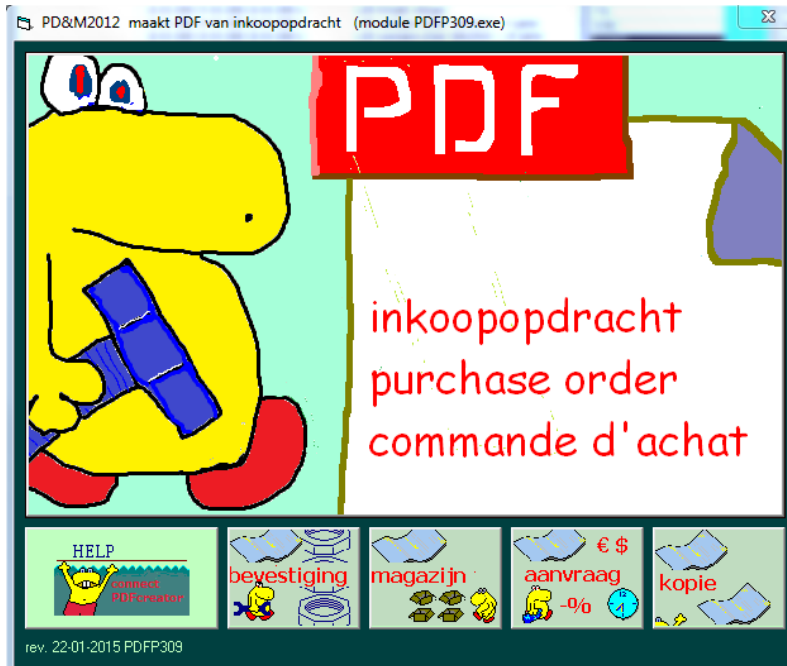 PD&M2012 maakt PDF van inkoopopdracht (module PDFP309.exe)
PDF
inkoopopdracht
purchase order
commande d'achat
HELP
connect
PDFcreator
bevestiging
magazijn
€ $
aanvraag
-%
12
kopie
rev. 22-01-2015 PDFP309